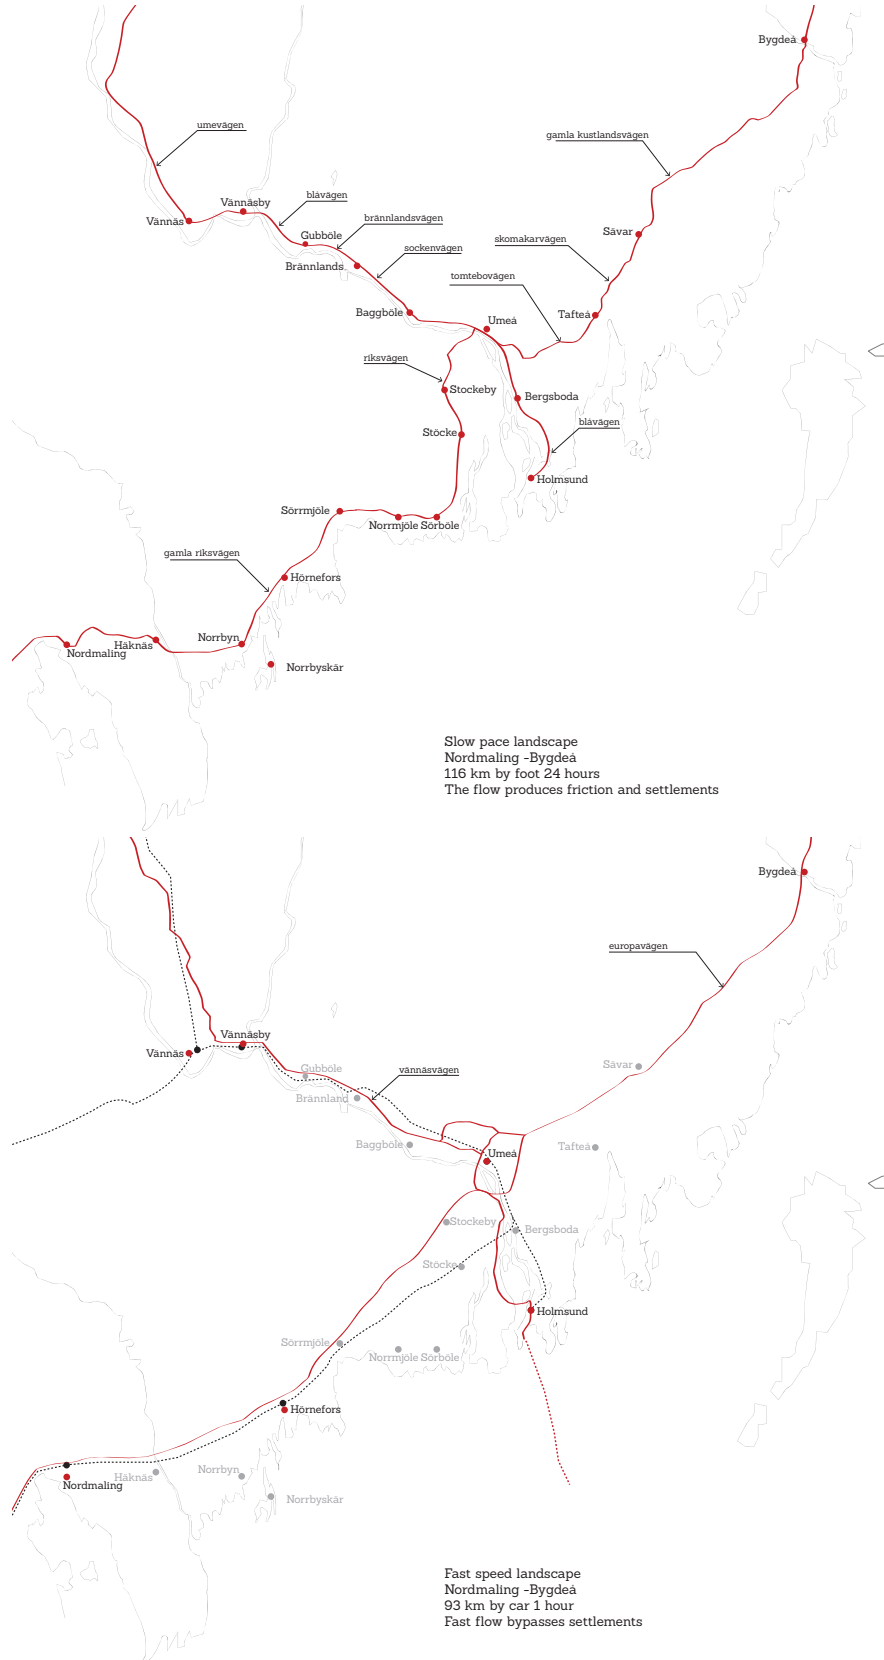 Bygdeå
umevägen
gamla kustlandsvägen
Vännäsby
blåvägen
Vännäs
brännlandsvägen
Gubböle
Sävar
skomakarvägen
sockenvägen
Brännlands
tomtebovägen
Baggböle
Umeå
Tafteå
riksvägen
Stockeby
Bergsboda
blåvägen
Stöcke
Holmsund
Sörrmjöle
Norrmjöle Sörböle
gamla riksvägen
Hörnefors
Norrbyn
Håknäs
Nordmaling
Norrbyskär
Slow pace landscape
Nordmaling -Bygdeå
116 km by foot 24 hours
The flow produces friction and settlements
Bygdeå
europavägen
Vännäsby
Vännäs
Gubböle
vännäsvägen
Sävar
Brännland
Baggböle
Umeå
Tafteå
Stockeby
Bergsboda
Stöcke
Holmsund
Sörrmjöle
Norrmjöle Sörböle
Hörnefors
Norrbyn
Håknäs
Nordmaling
Norrbyskär
Fast speed landscape
Nordmaling -Bygdeå
93 km by car 1 hour
Fast flow bypasses settlements